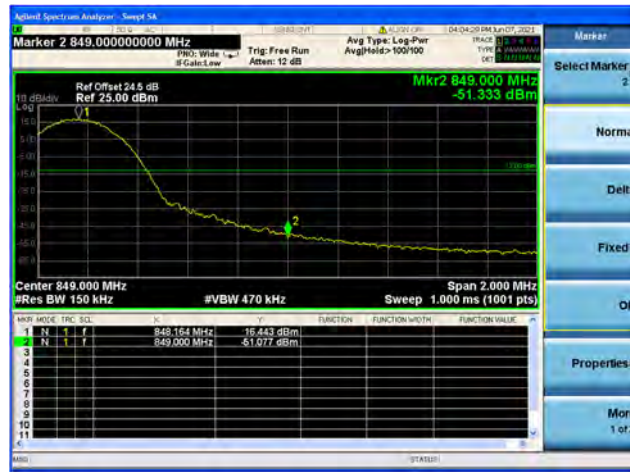 Agilent Spectrum Analyzer - Swept SA
04:04:29 PM Jun 07, 2021
Marker 2 849.000000000 MHz
PNO: Wide
IFGain:Low
Trig: Free Run
Atten: 12 dB
Avg Type: Log-Pwr
Avg|Hold:>100/100
TRACE
TYPE
DET
Marker
Select Marker
2
Ref Offset 24.5 dB
Ref 25.00 dBm
10 dB/div
Log
Mkr2 849.000 MHz
-51.333 dBm
1
2
Normal
Delt
Fixed
Properties
Mor
1 of
Center 849.000 MHz
#Res BW 150 kHz
#VBW 470 kHz
Span 2.000 MHz
Sweep 1.000 ms (1001 pts)
MKR MODE TRC SCL X Y FUNCTION FUNCTION WIDTH FUNCTION VALUE
1 N 1 f 848.164 MHz 16.443 dBm
2 N 1 f 849.000 MHz -51.077 dBm
3
4
5
6
7
8
9
10
11
MSG
STATUS